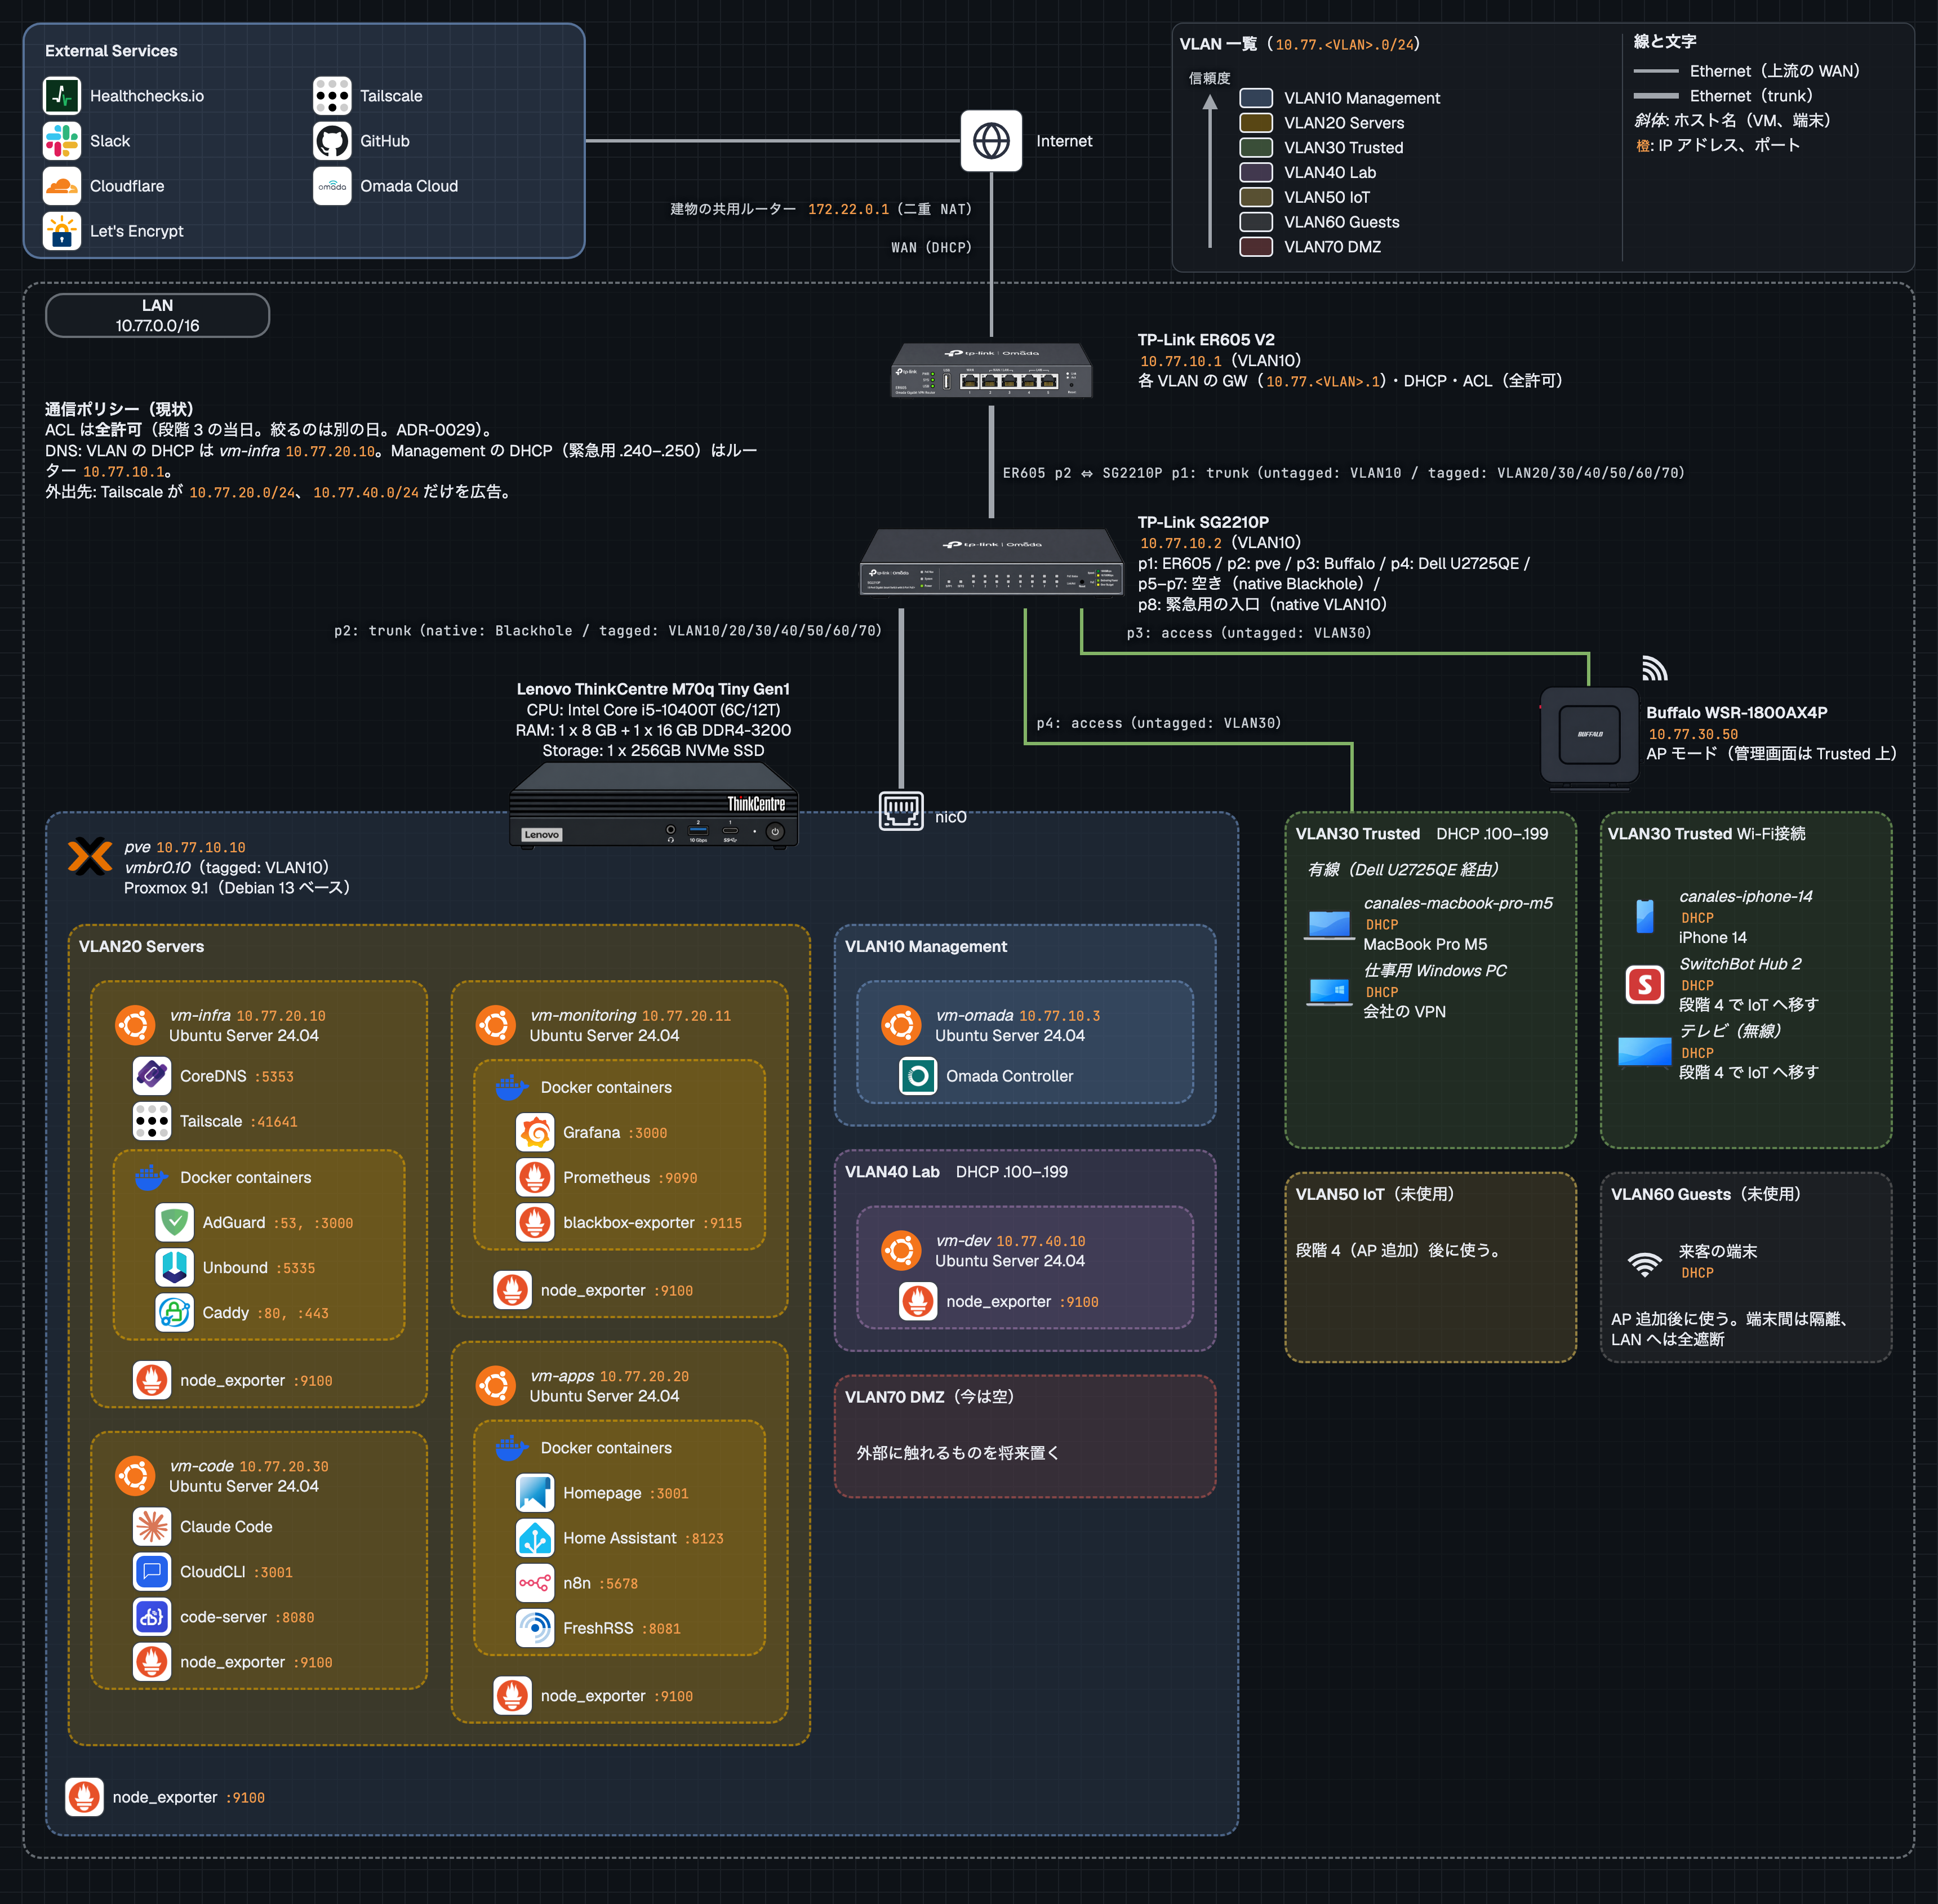 External Services
Healthchecks.io
Tailscale
Slack
GitHub
Cloudflare
omada
Omada Cloud
Let's Encrypt
Internet
建物の共用ルーター 172.22.0.1（二重 NAT）
WAN（DHCP）
VLAN 一覧（10.77.<VLAN>.0/24）
信頼度
VLAN10 Management
VLAN20 Servers
VLAN30 Trusted
VLAN40 Lab
VLAN50 IoT
VLAN60 Guests
VLAN70 DMZ
線と文字
Ethernet（上流の WAN）
Ethernet（trunk）
斜体: ホスト名（VM、端末）
橙: IP アドレス、ポート
LAN
10.77.0.0/16
tp-link | Omada
TP-Link ER605 V2
10.77.10.1（VLAN10）
各 VLAN の GW（10.77.<VLAN>.1）・DHCP・ACL（全許可）
通信ポリシー（現状）
ACL は全許可（段階 3 の当日。絞るのは別の日。ADR-0029）。
DNS: VLAN の DHCP は vm-infra 10.77.20.10。Management の DHCP（緊急用 .240–.250）はルー
ター 10.77.10.1。
外出先: Tailscale が 10.77.20.0/24、10.77.40.0/24 だけを広告。
ER605 p2 ⇔ SG2210P p1: trunk（untagged: VLAN10 / tagged: VLAN20/30/40/50/60/70）
tp-link | Omada
TP-Link SG2210P
10.77.10.2（VLAN10）
p1: ER605 / p2: pve / p3: Buffalo / p4: Dell U2725QE /
p5–p7: 空き（native Blackhole）/
p8: 緊急用の入口（native VLAN10）
p2: trunk（native: Blackhole / tagged: VLAN10/20/30/40/50/60/70）
p3: access（untagged: VLAN30）
p4: access（untagged: VLAN30）
BUFFALO
Buffalo WSR-1800AX4P
10.77.30.50
AP モード（管理画面は Trusted 上）
Lenovo ThinkCentre M70q Tiny Gen1
CPU: Intel Core i5-10400T (6C/12T)
RAM: 1 x 8 GB + 1 x 16 GB DDR4-3200
Storage: 1 x 256GB NVMe SSD
ThinkCentre
Lenovo
nic0
pve 10.77.10.10
vmbr0.10（tagged: VLAN10）
Proxmox 9.1（Debian 13 ベース）
VLAN20 Servers
vm-infra 10.77.20.10
Ubuntu Server 24.04
CoreDNS :5353
Tailscale :41641
Docker containers
AdGuard :53, :3000
Unbound :5335
Caddy :80, :443
node_exporter :9100
vm-code 10.77.20.30
Ubuntu Server 24.04
Claude Code
CloudCLI :3001
code-server :8080
node_exporter :9100
vm-monitoring 10.77.20.11
Ubuntu Server 24.04
Docker containers
Grafana :3000
Prometheus :9090
blackbox-exporter :9115
node_exporter :9100
vm-apps 10.77.20.20
Ubuntu Server 24.04
Docker containers
Homepage :3001
Home Assistant :8123
n8n :5678
FreshRSS :8081
node_exporter :9100
node_exporter :9100
VLAN10 Management
vm-omada 10.77.10.3
Ubuntu Server 24.04
Omada Controller
VLAN40 Lab DHCP .100–.199
vm-dev 10.77.40.10
Ubuntu Server 24.04
node_exporter :9100
VLAN70 DMZ（今は空）
外部に触れるものを将来置く
VLAN30 Trusted DHCP .100–.199
有線（Dell U2725QE 経由）
canales-macbook-pro-m5
DHCP
MacBook Pro M5
仕事用 Windows PC
DHCP
会社の VPN
VLAN30 Trusted Wi-Fi接続
canales-iphone-14
DHCP
iPhone 14
SwitchBot Hub 2
DHCP
段階 4 で IoT へ移す
テレビ（無線）
DHCP
段階 4 で IoT へ移す
VLAN50 IoT（未使用）
段階 4（AP 追加）後に使う。
VLAN60 Guests（未使用）
来客の端末
DHCP
AP 追加後に使う。端末間は隔離、
LAN へは全遮断